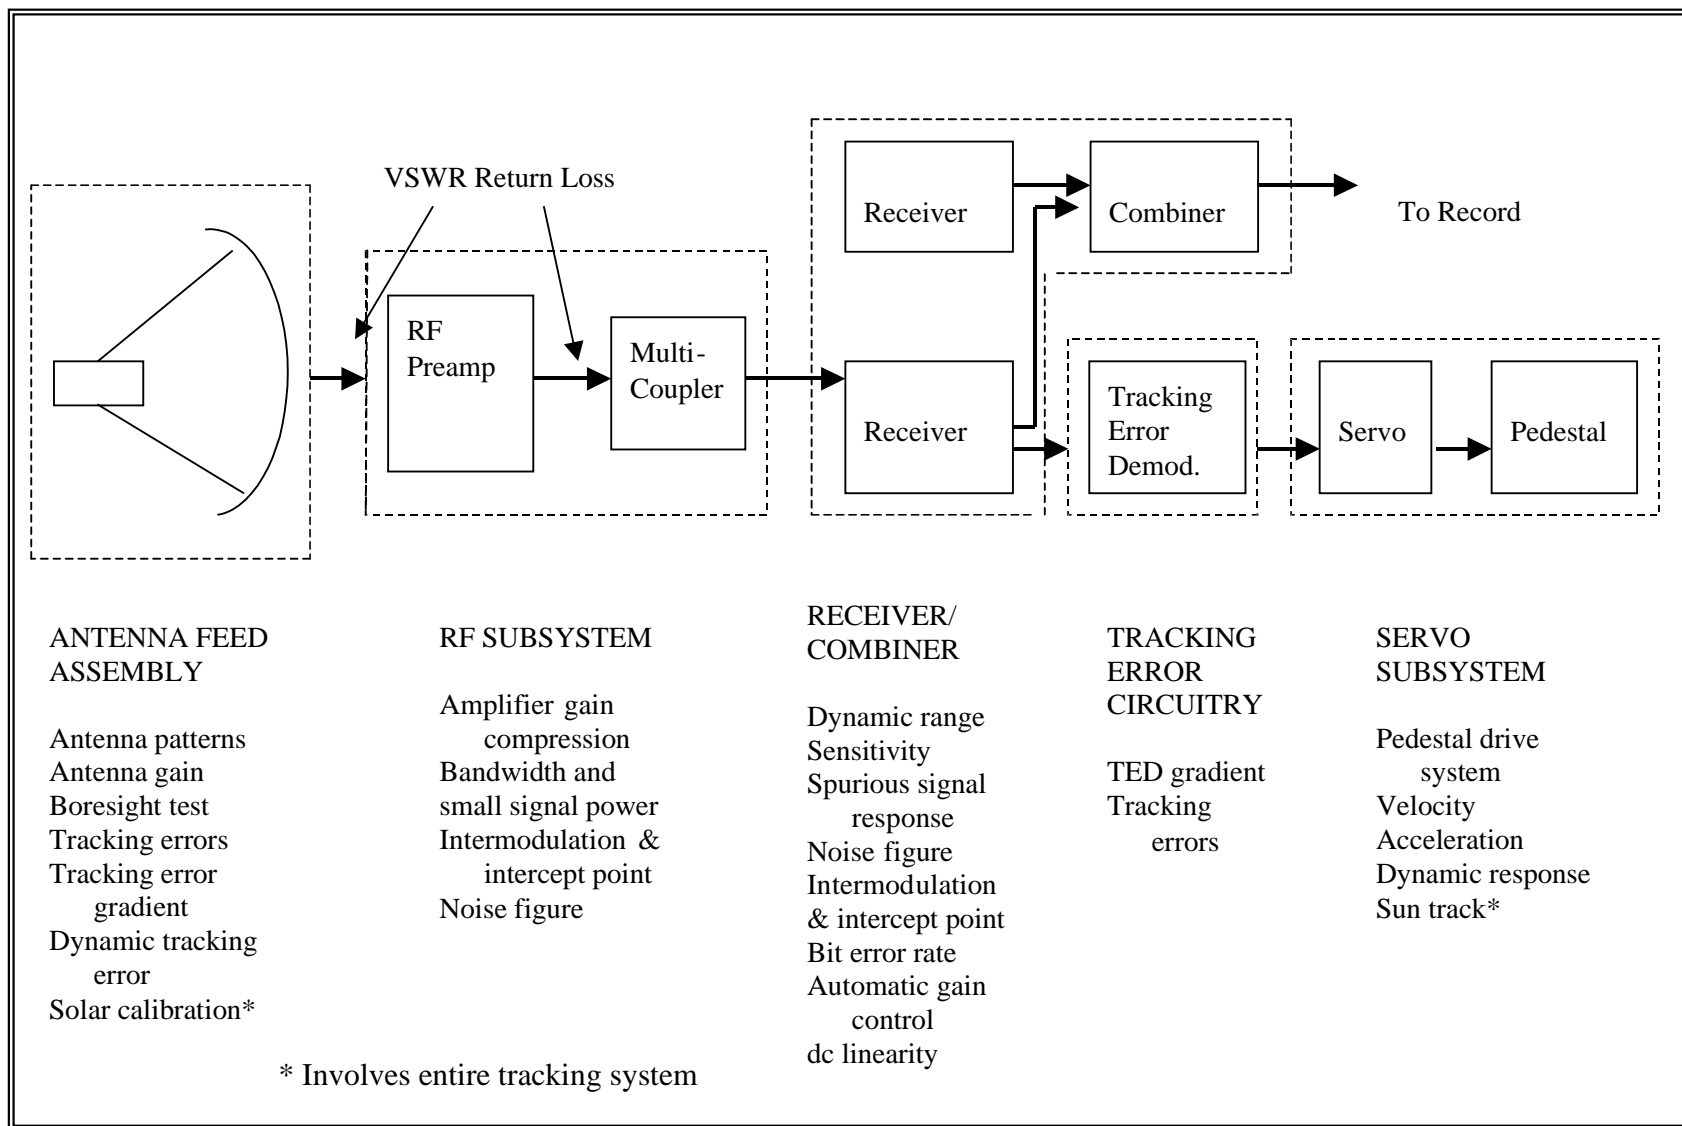 VSWR Return Loss
Receiver
Combiner
To Record
RF
Preamp
Multi-
Coupler
Receiver
Tracking
Error
Demod.
Servo
Pedestal
ANTENNA FEED
ASSEMBLY
Antenna patterns
Antenna gain
Boresight test
Tracking errors
Tracking error
gradient
Dynamic tracking
error
Solar calibration*
RF SUBSYSTEM
Amplifier gain
compression
Bandwidth and
small signal power
Intermodulation &
intercept point
Noise figure
RECEIVER/
COMBINER
Dynamic range
Sensitivity
Spurious signal
response
Noise figure
Intermodulation
& intercept point
Bit error rate
Automatic gain
control
dc linearity
TRACKING
ERROR
CIRCUITRY
TED gradient
Tracking
errors
SERVO
SUBSYSTEM
Pedestal drive
system
Velocity
Acceleration
Dynamic response
Sun track*
* Involves entire tracking system